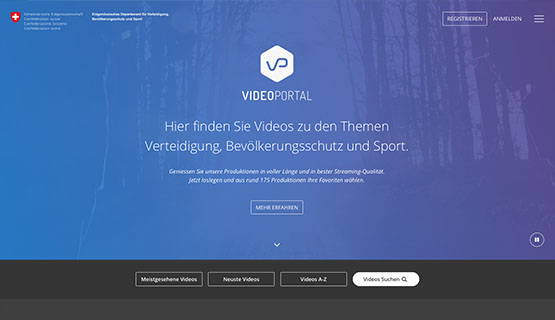 Schweizerische Eidgenossenschaft
Confédération suisse
Confederazione Svizzera
Confederaziun svizra
Eidgenössisches Departement für Verteidigung,
Bevölkerungsschutz und Sport
REGISTRIEREN
ANMELDEN
VP
VIDEOPORTAL
Hier finden Sie Videos zu den Themen
Verteidigung, Bevölkerungsschutz und Sport.
Geniessen Sie unsere Produktionen in voller Länge und in bester Streaming-Qualität.
Jetzt loslegen und aus rund 175 Produktionen Ihre Favoriten wählen.
MEHR ERFAHREN
Meistgesehene Videos
Neuste Videos
Videos A-Z
Videos Suchen